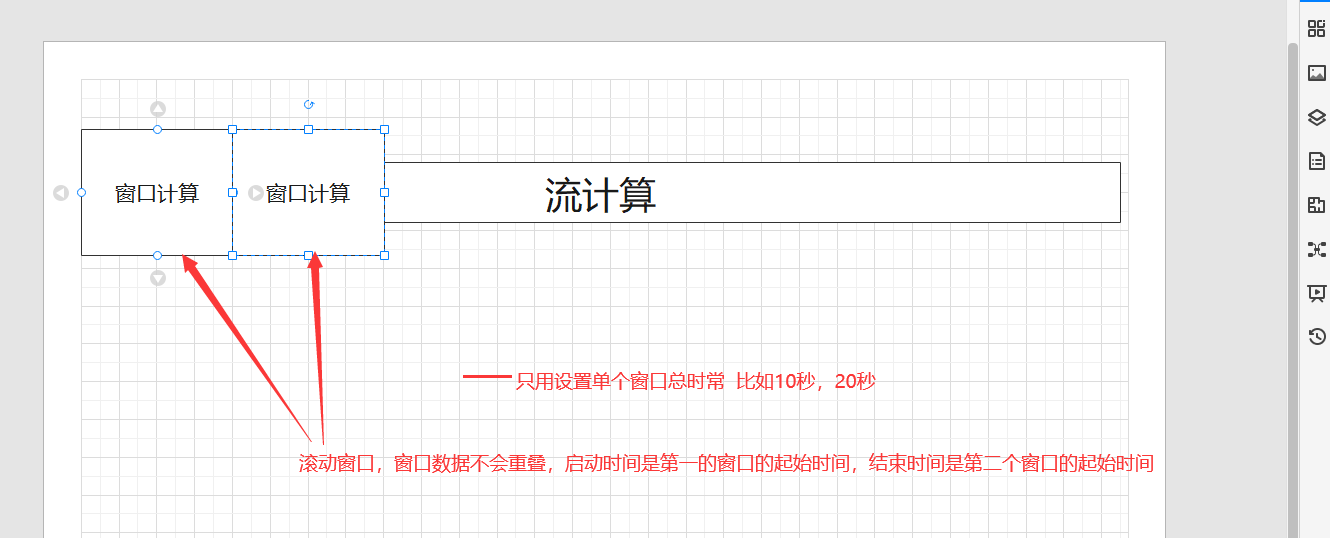 窗口计算
窗口计算
流计算
只用设置单个窗口总时常 比如10秒，20秒
滚动窗口，窗口数据不会重叠，启动时间是第一的窗口的起始时间，结束时间是第二个窗口的起始时间